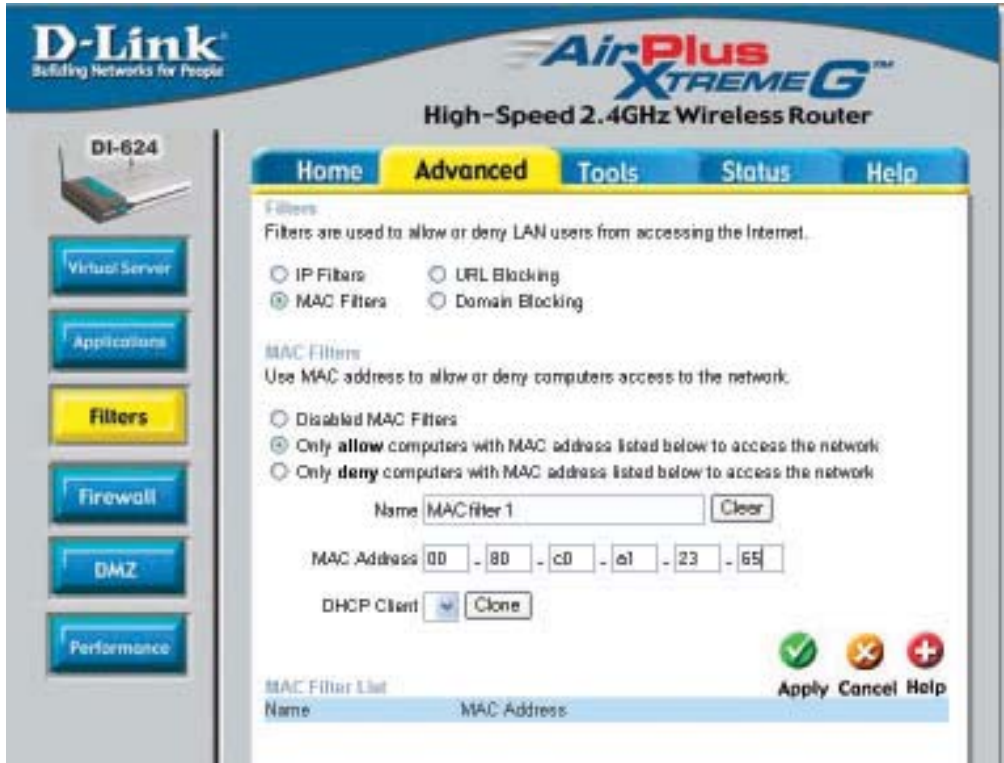 D-Link
Building Networks for People
AirPlus
XTREME G™
High-Speed 2.4GHz Wireless Router
DI-624
Home
Advanced
Tools
Status
Help
Virtual Server
Applications
Filters
Firewall
DMZ
Performance
Filters
Filters are used to allow or deny LAN users from accessing the Internet.
IP Filters
URL Blocking
MAC Filters
Domain Blocking
MAC Filters
Use MAC address to allow or deny computers access to the network.
Disabled MAC Filters
Only allow computers with MAC address listed below to access the network
Only deny computers with MAC address listed below to access the network
Name MAC filter 1 Clear
MAC Address 00 - 80 - c0 - a1 - 23 - 65
DHCP Client Clone
Apply Cancel Help
MAC Filter List
Name MAC Address